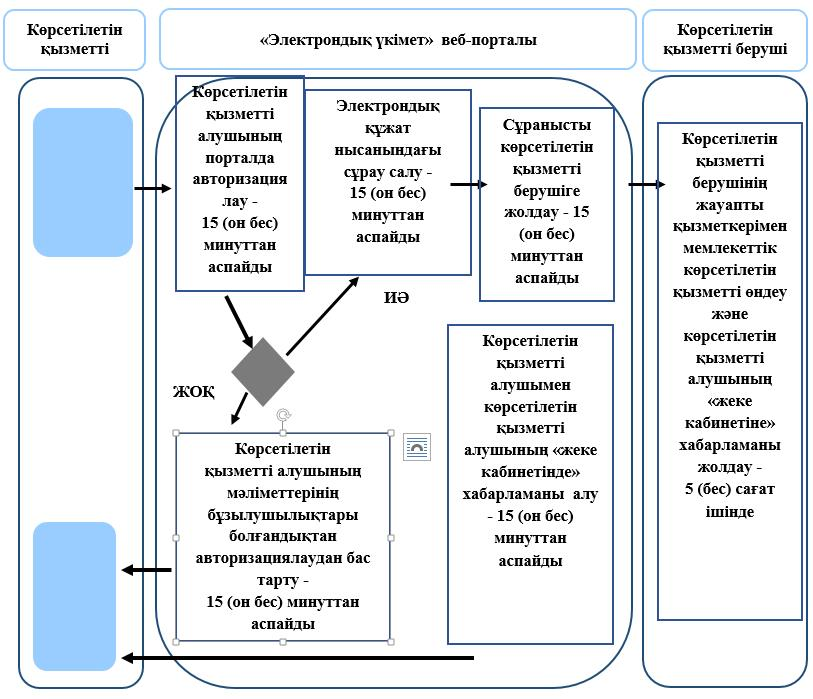 Көрсетілетін
қызметті
«Электрондық үкімет» веб-порталы
Көрсетілетін
қызметті беруші
Көрсетілетін
қызметті
алушының
порталда
авторизация
лау -
15 (он бес)
минуттан
аспайды
Электрондық
құжат
нысанындағы
сұрау салу -
15 (он бес)
минуттан
аспайды
Сұранысты
көрсетілетін
қызметті
берушіге
жолдау - 15
(он бес)
минуттан
аспайды
Көрсетілетін
қызметті
берушінің
жауапты
қызметкерімен
мемлекеттік
көрсетілетін
қызметті өндеу
және
көрсетілетін
қызметті
алушының
«жеке
кабинетіне»
хабарламаны
жолдау -
5 (бес) сағат
ішінде
ИӘ
ЖОҚ
Көрсетілетін
қызметті алушының
мәліметтерінің
бұзылушылықтары
болғандықтан
авторизациялаудан бас
тарту -
15 (он бес) минуттан
аспайды
Көрсетілетін
қызметті
алушымен
көрсетілетін
қызметті
алушының «жеке
кабинетінде»
хабарламаны алу
- 15 (он бес)
минуттан
аспайды